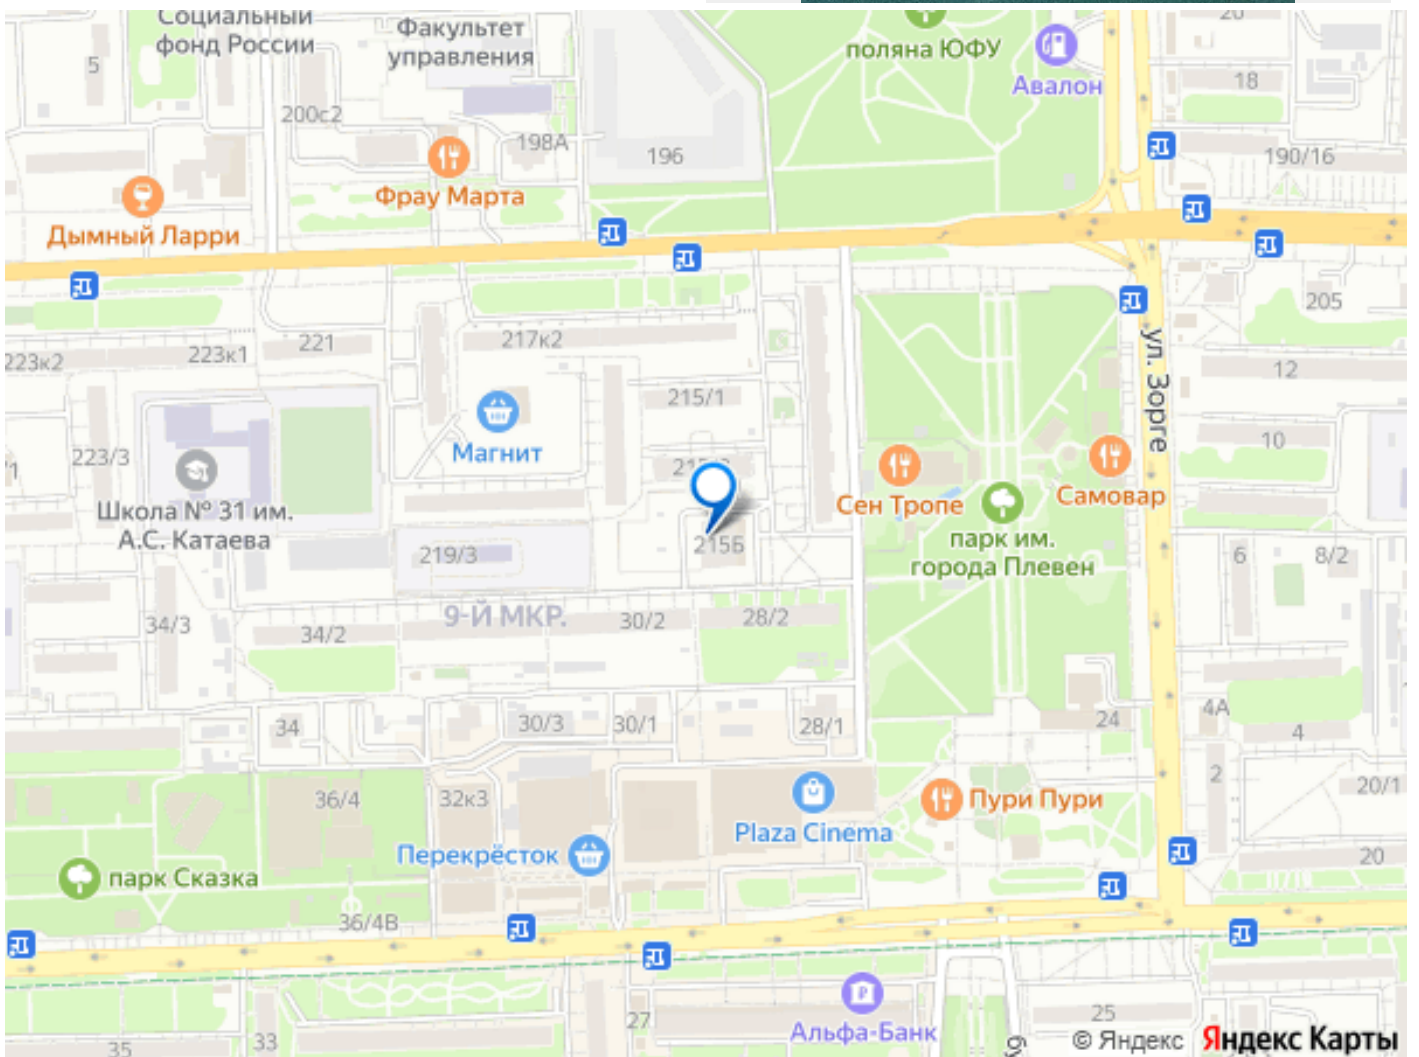 Социальный
фонд России
Факультет
управления
поляна ЮФУ
Авалон
20
5
18
200с2
198А
196
190/16
Фрау Марта
Дымный Ларри
205
221
217к2
223к1
223к2
ул. Зорге
12
215/1
Магнит
10
223/3
/1
Школа № 31 им.
А.С. Катаева
Сен Тропе
Самовар
парк им.
города Плевен
219/3
215б
6
8/2
9-Й МКР.
34/3
34/2
30/2
28/2
34
30/3
30/1
28/1
24
4А
4
2
36/4
32к3
20/1
Пури Пури
Plaza Cinema
Перекрёсток
20
парк Сказка
36/4В
27
Альфа-Банк
25
33
35
© Яндекс
Яндекс Карты